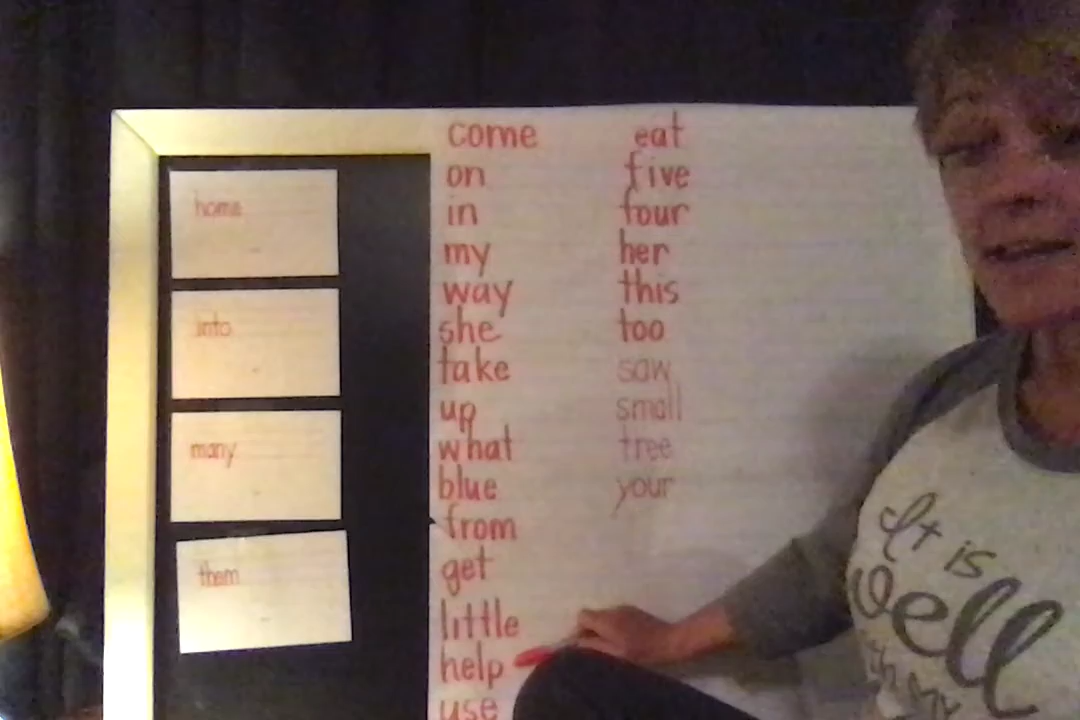 home
into
many
them
come
on
in
my
way
she
take
up
what
blue
from
get
little
help
use
eat
five
four
her
this
too
saw
small
tree
your
It is
Well